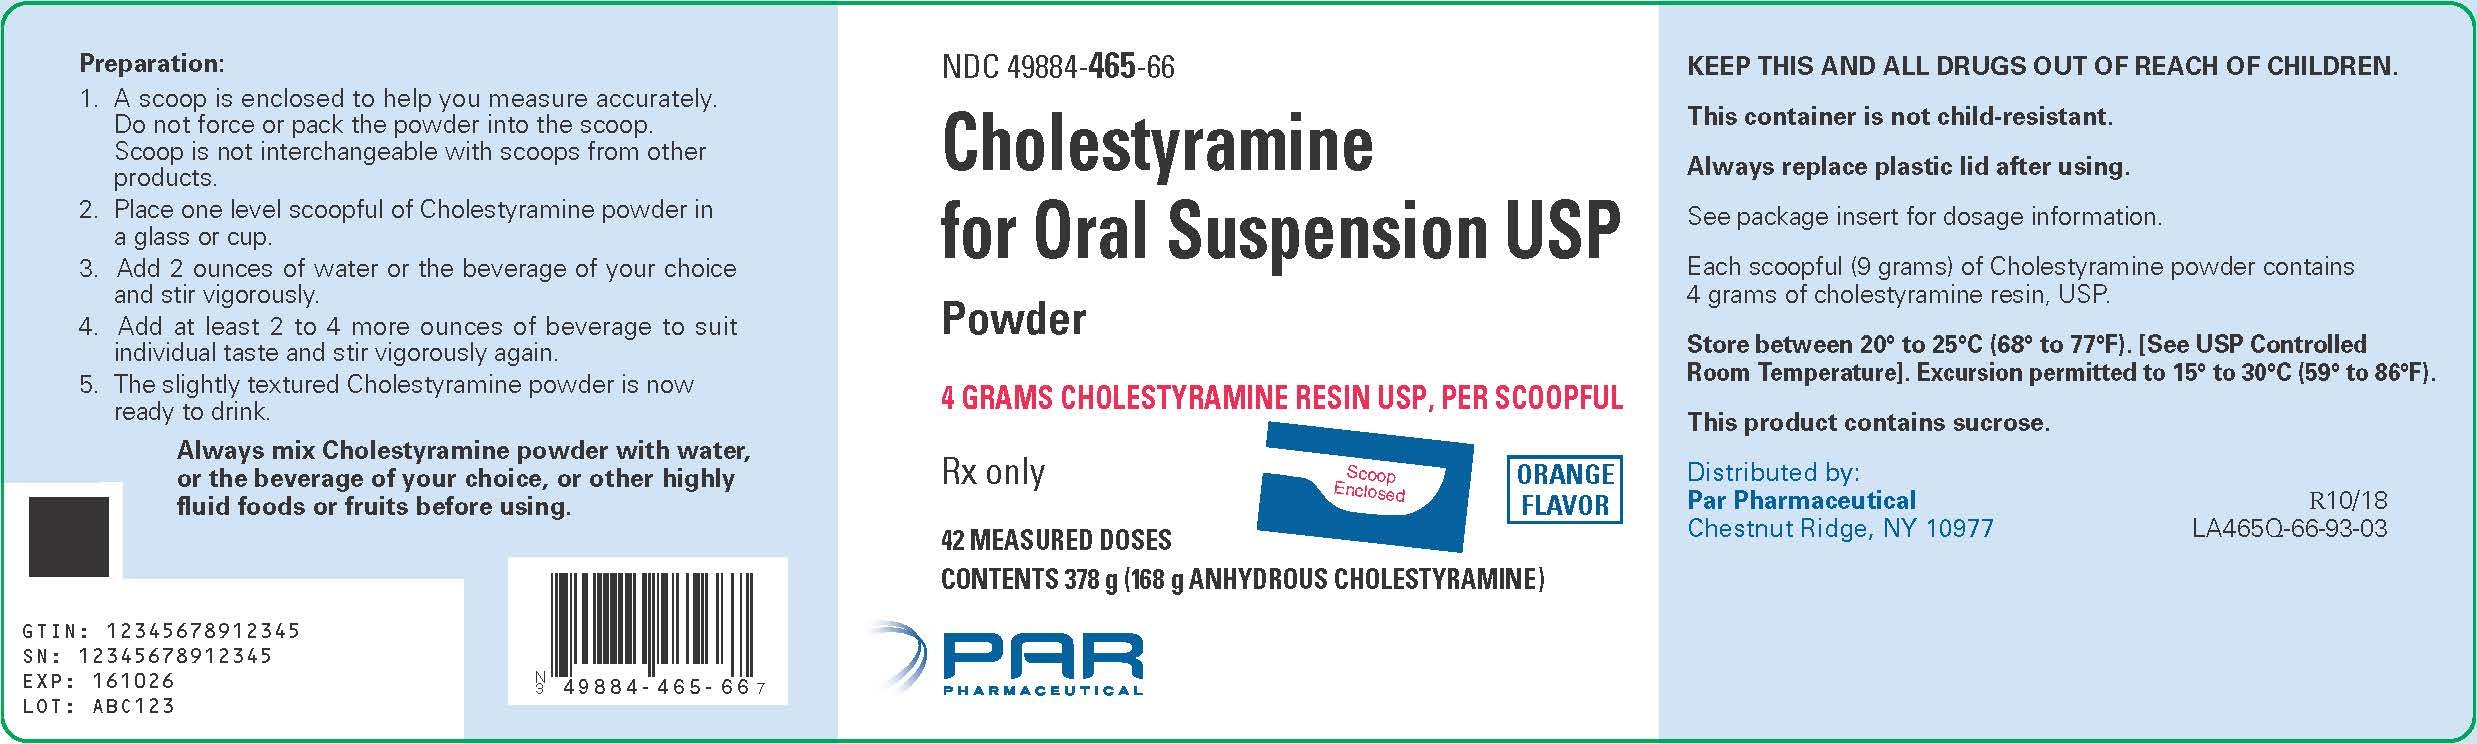 Preparation:
1. A scoop is enclosed to help you measure accurately.
Do not force or pack the powder into the scoop.
Scoop is not interchangeable with scoops from other
products.
2. Place one level scoopful of Cholestyramine powder in
a glass or cup.
3. Add 2 ounces of water or the beverage of your choice
and stir vigorously.
4. Add at least 2 to 4 more ounces of beverage to suit
individual taste and stir vigorously again.
5. The slightly textured Cholestyramine powder is now
ready to drink.
Always mix Cholestyramine powder with water,
or the beverage of your choice, or other highly
fluid foods or fruits before using.
GTIN: 12345678912345
SN: 12345678912345
EXP: 161026
LOT: ABC123
N
3
49884-465-66 7
NDC 49884-465-66
Cholestyramine
for Oral Suspension USP
Powder
4 GRAMS CHOLESTYRAMINE RESIN USP, PER SCOOPFUL
Rx only
Scoop
Enclosed
ORANGE
FLAVOR
42 MEASURED DOSES
CONTENTS 378 g (168 g ANHYDROUS CHOLESTYRAMINE)
PAR
PHARMACEUTICAL
KEEP THIS AND ALL DRUGS OUT OF REACH OF CHILDREN.
This container is not child-resistant.
Always replace plastic lid after using.
See package insert for dosage information.
Each scoopful (9 grams) of Cholestyramine powder contains
4 grams of cholestyramine resin, USP.
Store between 20° to 25°C (68° to 77°F). [See USP Controlled
Room Temperature]. Excursion permitted to 15° to 30°C (59° to 86°F).
This product contains sucrose.
Distributed by:
Par Pharmaceutical
Chestnut Ridge, NY 10977
R10/18
LA465Q-66-93-03